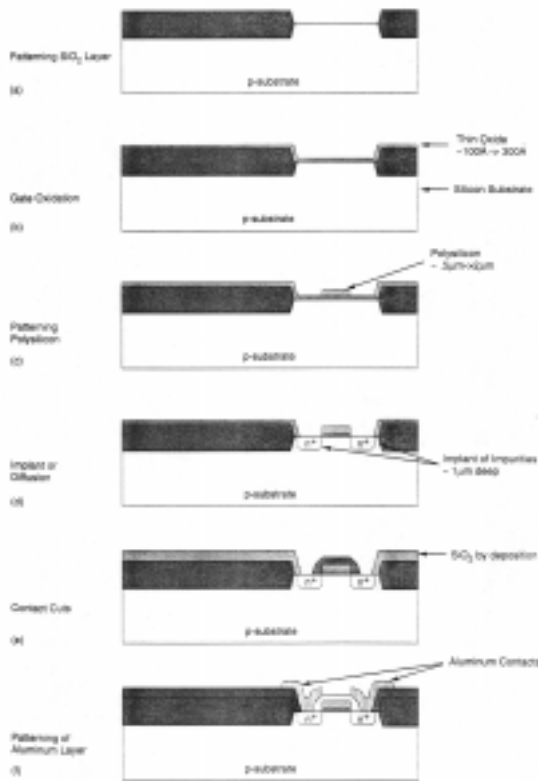 Patterning SiO2 Layer
(a)
p-substrate
Thin Oxide
~100Å → 300Å
Gate Oxidation
Silicon Substrate
(b)
p-substrate
Polysilicon
Patterning
Polysilicon
(c)
p-substrate
n+ n+
Implant or
Diffusion
Implant of Impurities
~ 1μm deep
(d)
p-substrate
SiO2 by deposition
n+ n+
Contact Cuts
(e)
p-substrate
Aluminum Contacts
n+ n+
Patterning of
Aluminum Layer
(f)
p-substrate